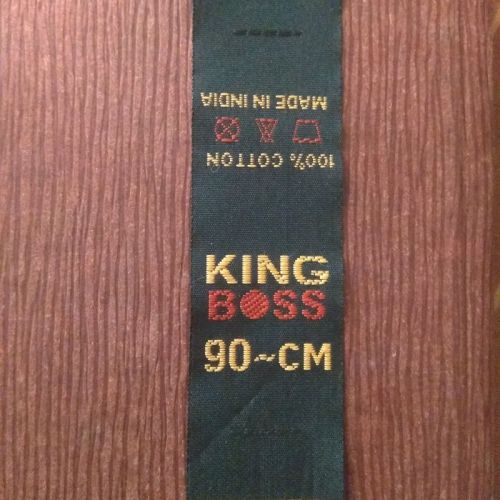 MADE IN INDIA
100% COTTON
KING
BOSS
90~CM